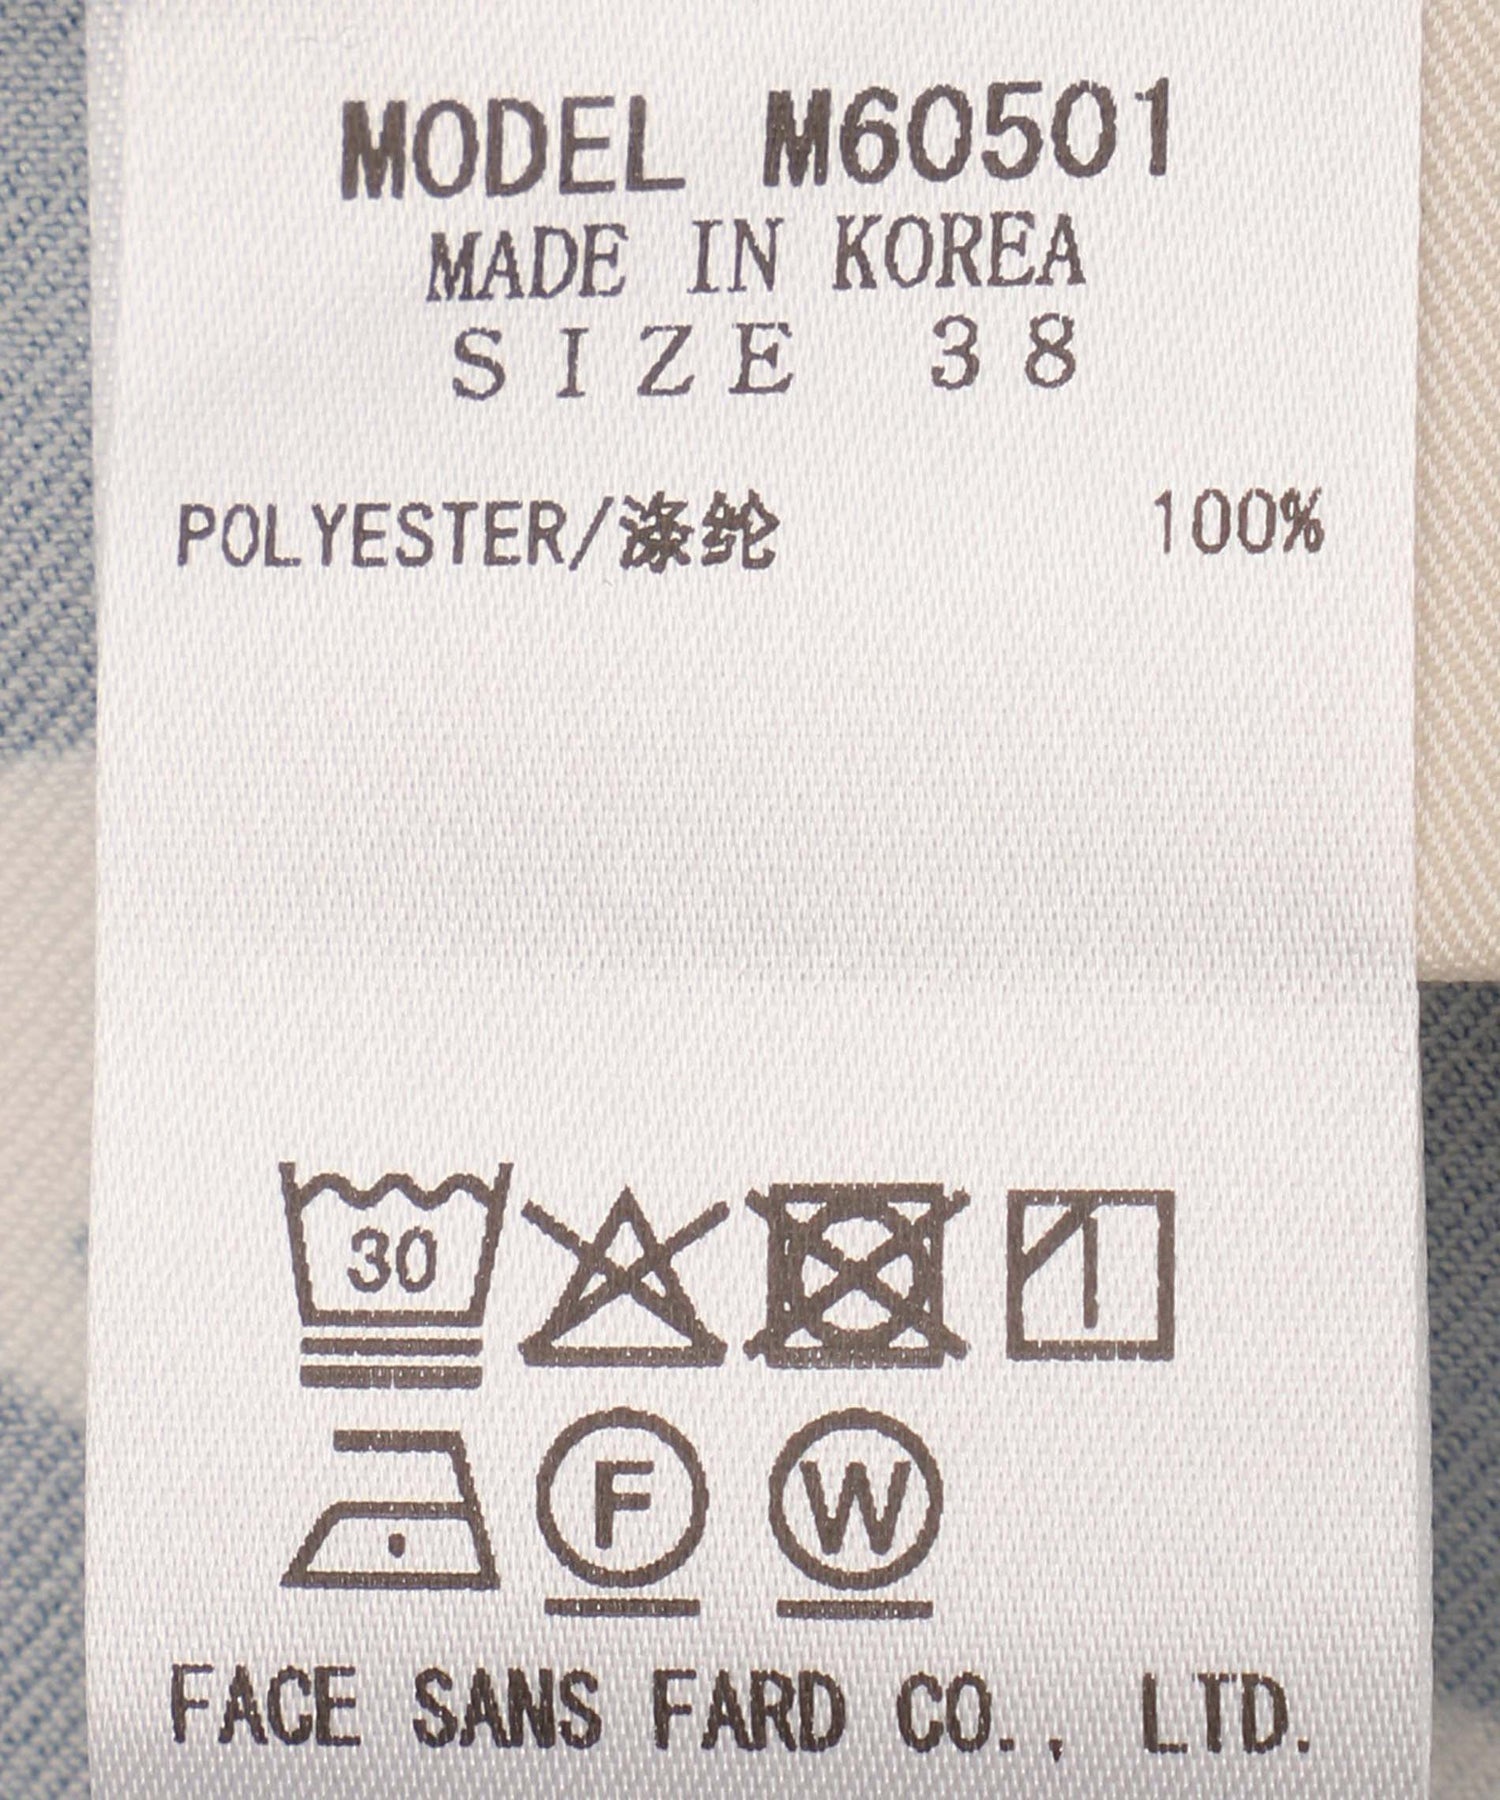 MODEL M60501
MADE IN KOREA
SIZE 38
POLYESTER/涤纶 100%
30
F W
FACE SANS FARD CO., LTD.